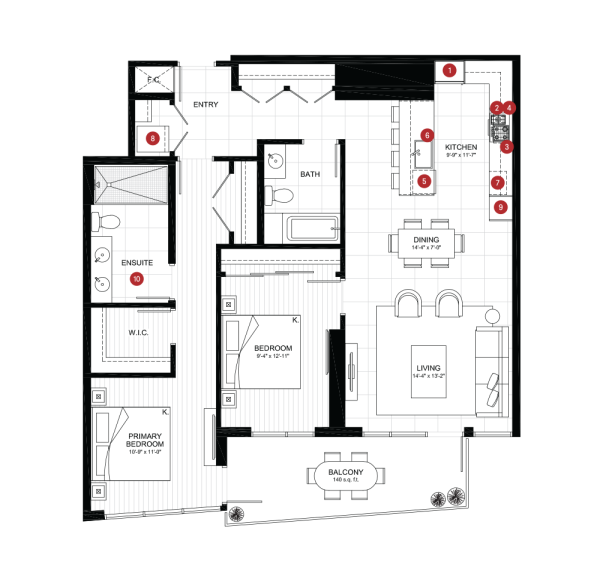 1
F.C.
ENTRY
2 4
8
6
3
KITCHEN
9'-9" x 11'-7"
BATH
5
7
9
DINING
14'-4" x 7'-0"
ENSUITE
10
W.I.C.
K.
BEDROOM
9'-4" x 12'-11"
LIVING
14'-4" x 13'-2"
K.
PRIMARY
BEDROOM
10'-9" x 11'-0"
BALCONY
140 s.q. f.t.